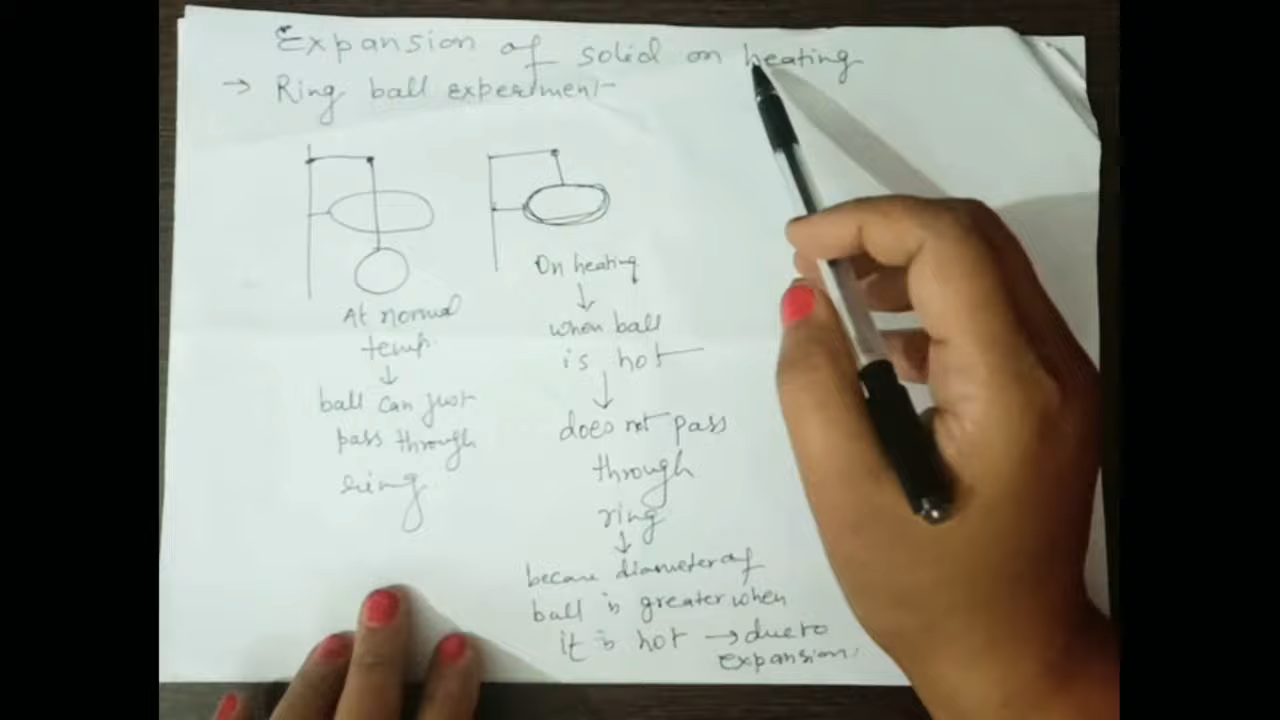 Expansion of solid on heating
→ Ring ball experiment
At normal
temp.
↓
ball can just
pass through
ring
On heating
↓
when ball
is hot
↓
does not pass
through
ring
↓
becase diameter of
ball is greater when
it is hot → due to
expansion.